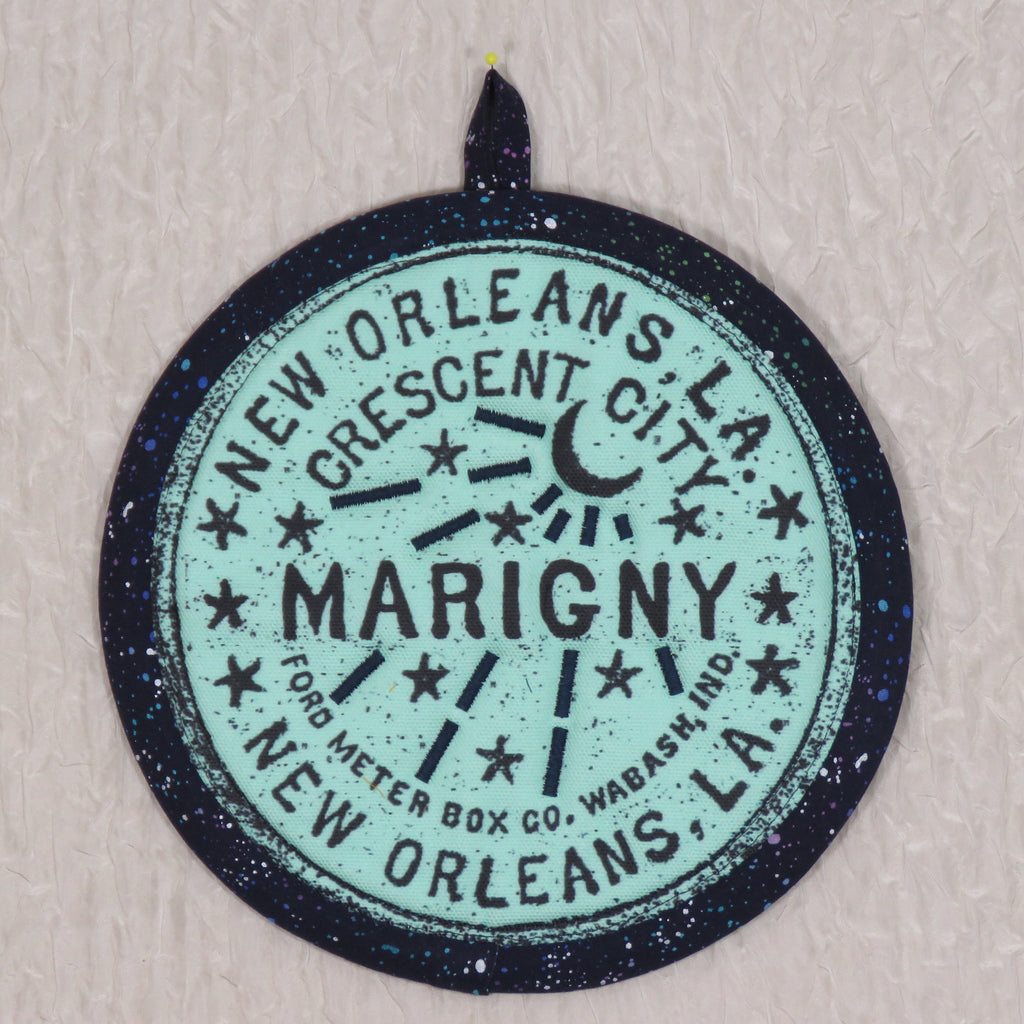 NEW ORLEANS, LA.
CRESCENT CITY
MARIGNY
FORD METER BOX CO. WABASH, IND.
NEW ORLEANS, LA.